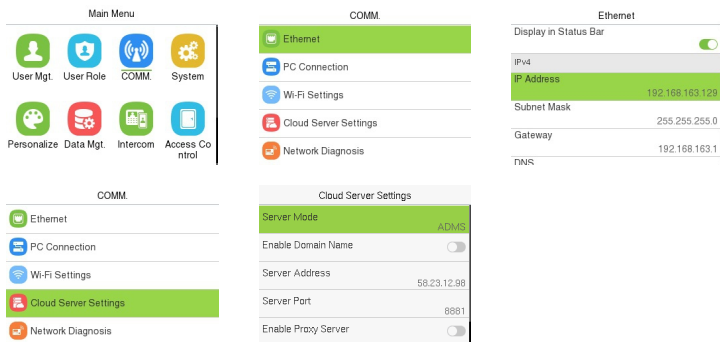 Main Menu
User Mgt.
User Role
COMM.
System
Personalize
Data Mgt.
Intercom
Access Co
ntrol
COMM.
Ethernet
PC Connection
Wi-Fi Settings
Cloud Server Settings
Network Diagnosis
Ethernet
Display in Status Bar
IPv4
IP Address
192.168.163.129
Subnet Mask
255.255.255.0
Gateway
192.168.163.1
DNS
COMM.
Ethernet
PC Connection
Wi-Fi Settings
Cloud Server Settings
Network Diagnosis
Cloud Server Settings
Server Mode
ADMS
Enable Domain Name
Server Address
58.23.12.98
Server Port
8881
Enable Proxy Server